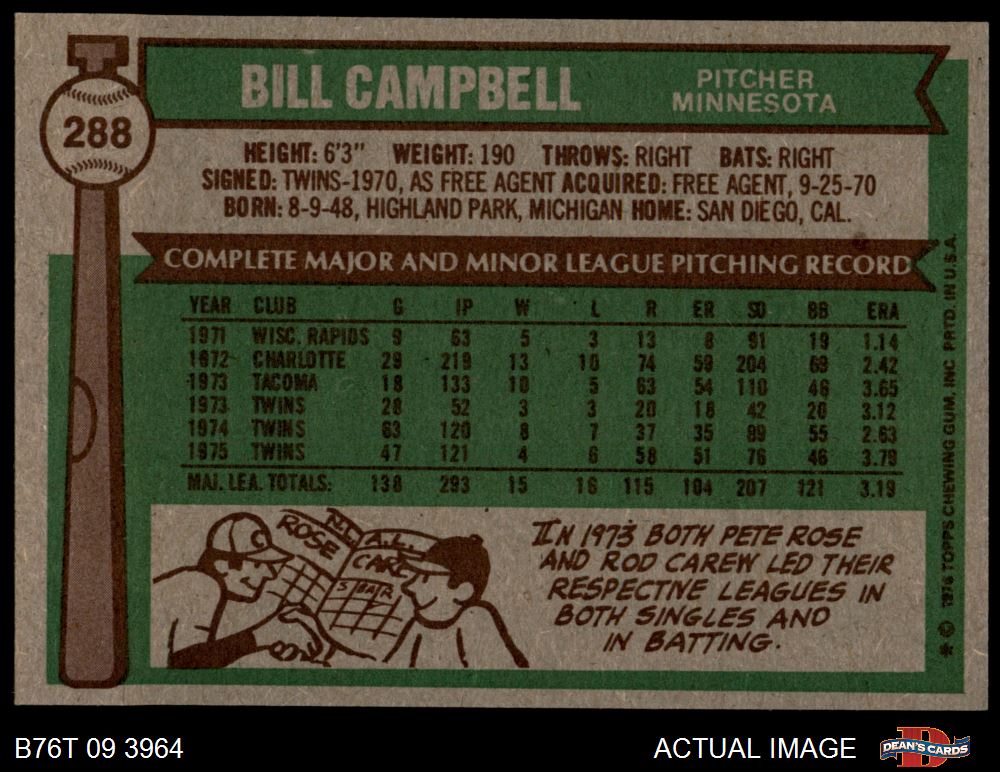 BILL CAMPBELL
PITCHER
MINNESOTA
288
HEIGHT: 6'3" WEIGHT: 190 THROWS: RIGHT BATS: RIGHT
SIGNED: TWINS-1970, AS FREE AGENT ACQUIRED: FREE AGENT, 9-25-70
BORN: 8-9-48, HIGHLAND PARK, MICHIGAN HOME: SAN DIEGO, CAL.
COMPLETE MAJOR AND MINOR LEAGUE PITCHING RECORD
YEAR CLUB G IP W L R ER SO BB ERA
1971 WISC. RAPIDS 9 63 5 3 13 8 91 19 1.14
1972 CHARLOTTE 29 219 13 10 74 59 204 69 2.42
1973 TACOMA 18 133 10 5 63 54 110 46 3.65
1973 TWINS 28 52 3 3 20 18 42 20 3.12
1974 TWINS 63 120 8 7 37 35 89 55 2.63
1975 TWINS 47 121 4 6 58 51 76 46 3.79
MAJ. LEA. TOTALS: 138 293 15 16 115 104 207 121 3.19
ROSE
N.L.
A.L.
CARE
S B A R
C
IN 1973 BOTH PETE ROSE
AND ROD CAREW LED THEIR
RESPECTIVE LEAGUES IN
BOTH SINGLES AND
IN BATTING.
* © 1976 TOPPS CHEWING GUM, INC. PRTD. IN U.S.A.
B76T 09 3964
ACTUAL IMAGE
D
DEAN'S CARDS